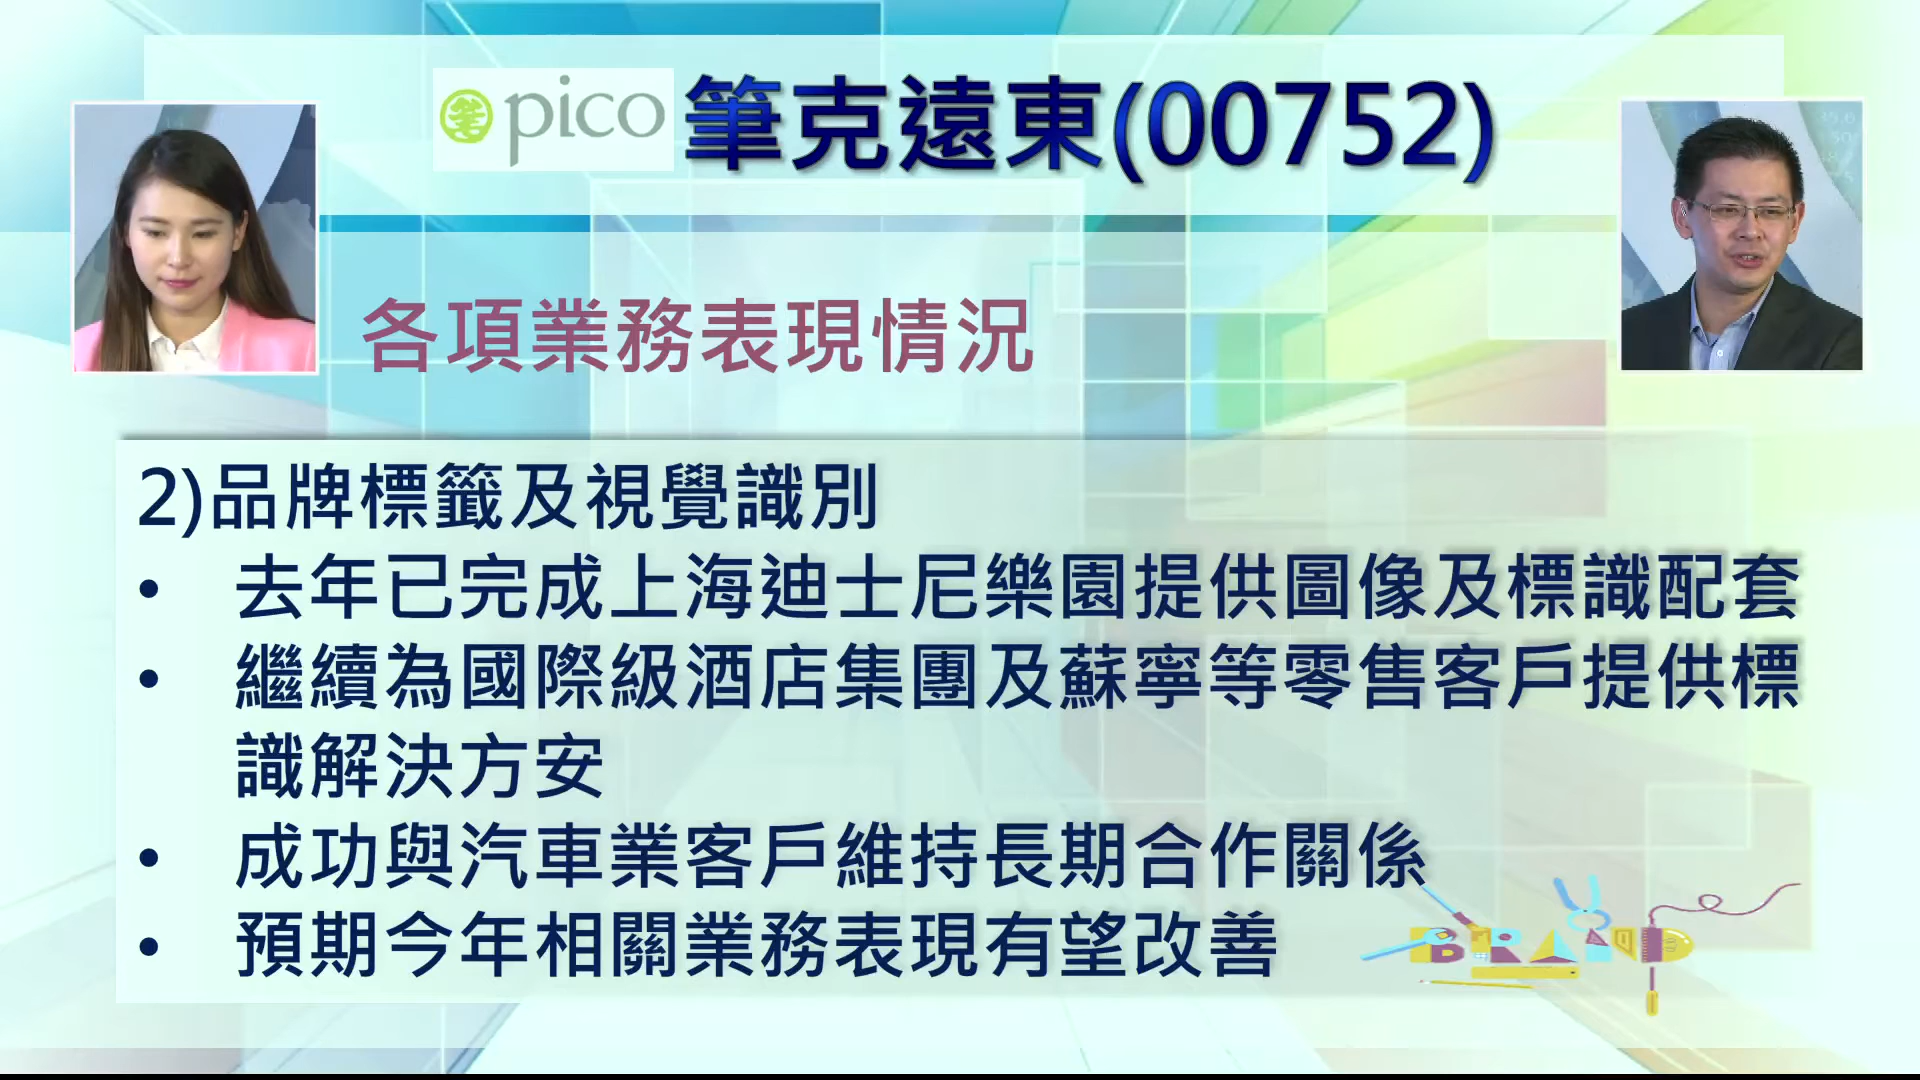 pico 筆克遠東(00752)
各項業務表現情況
2)品牌標籤及視覺識別
• 去年已完成上海迪士尼樂園提供圖像及標識配套
• 繼續為國際級酒店集團及蘇寧等零售客戶提供標
識解決方安
• 成功與汽車業客戶維持長期合作關係
• 預期今年相關業務表現有望改善
BRAND